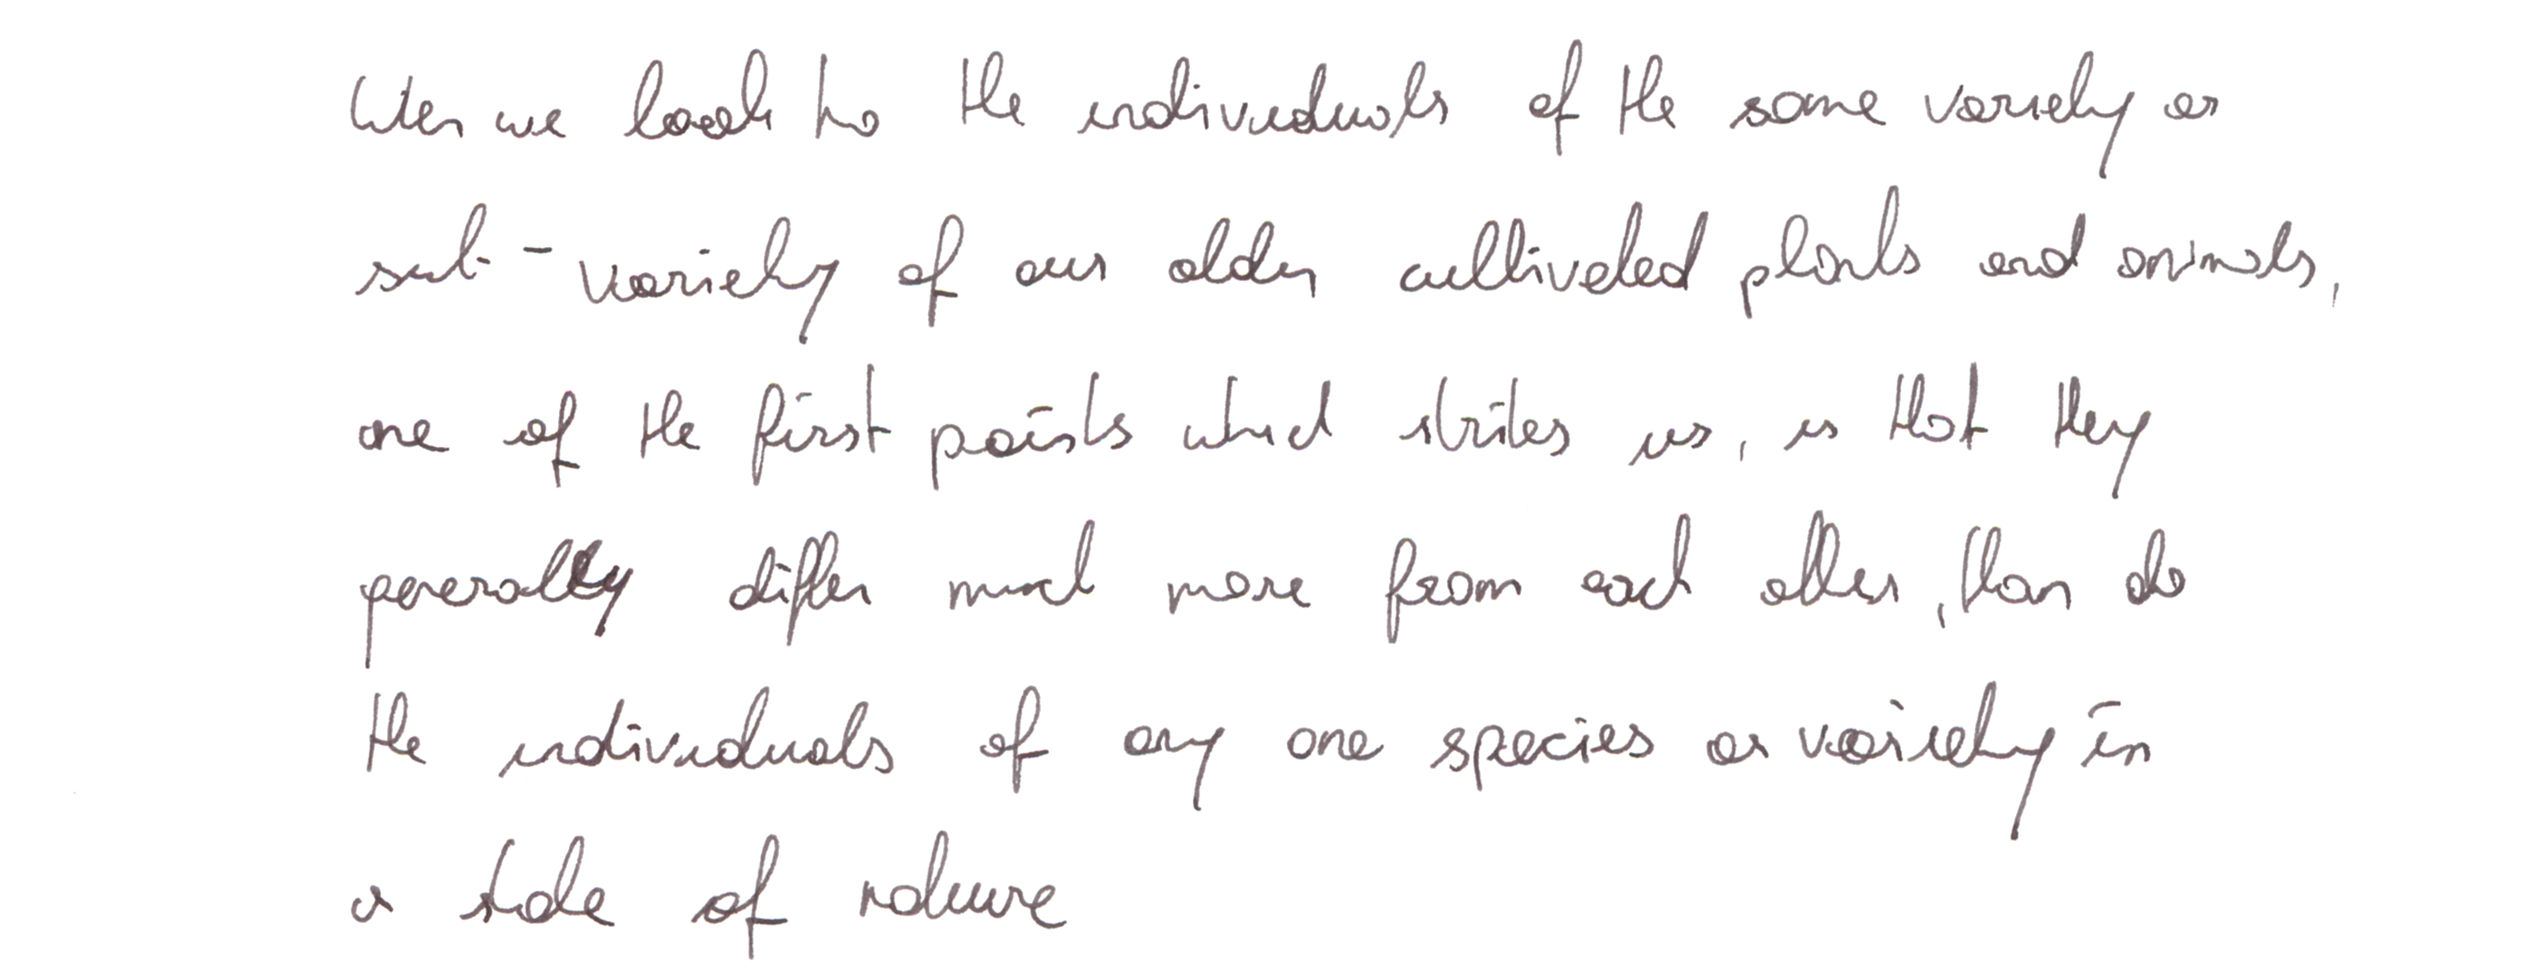 When we look to the individuals of the same variety or
sub-variety of our older cultivated plants and animals,
one of the first points which strikes us, is that they
generally differ much more from each other, than do
the individuals of any one species or variety in
a state of nature